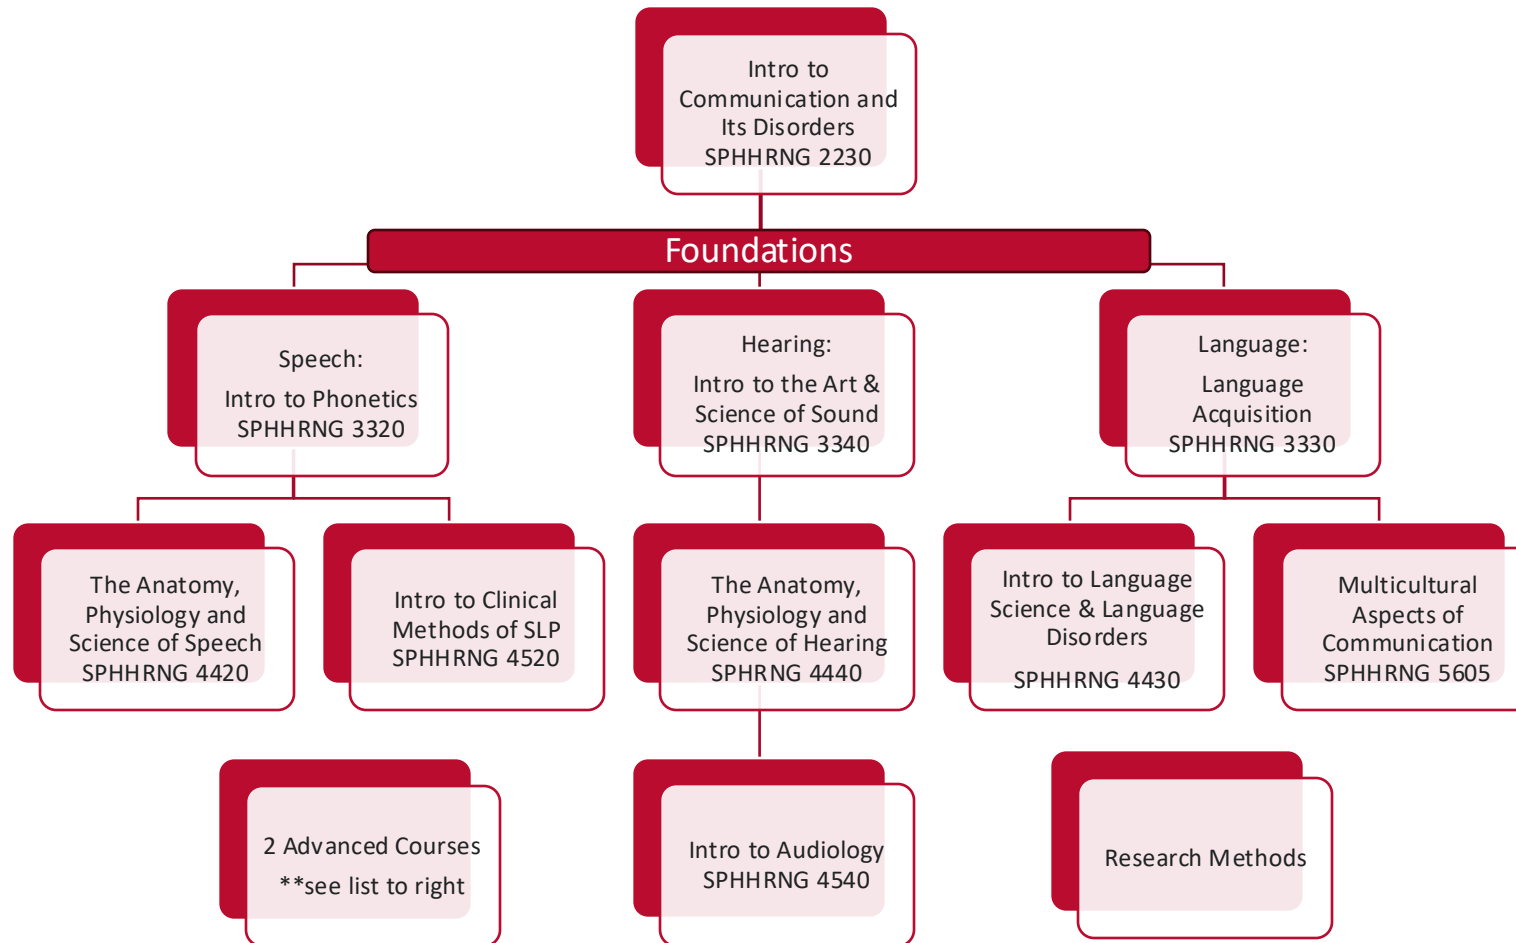 Intro to
Communication and
Its Disorders
SPHHRNG 2230
Foundations
Speech:
Intro to Phonetics
SPHHRNG 3320
Hearing:
Intro to the Art &
Science of Sound
SPHHRNG 3340
Language:
Language
Acquisition
SPHHRNG 3330
The Anatomy,
Physiology and
Science of Speech
SPHHRNG 4420
Intro to Clinical
Methods of SLP
SPHHRNG 4520
The Anatomy,
Physiology and
Science of Hearing
SPHRNG 4440
Intro to Language
Science & Language
Disorders
SPHHRNG 4430
Multicultural
Aspects of
Communication
SPHHRNG 5605
2 Advanced Courses
**see list to right
Intro to Audiology
SPHHRNG 4540
Research Methods